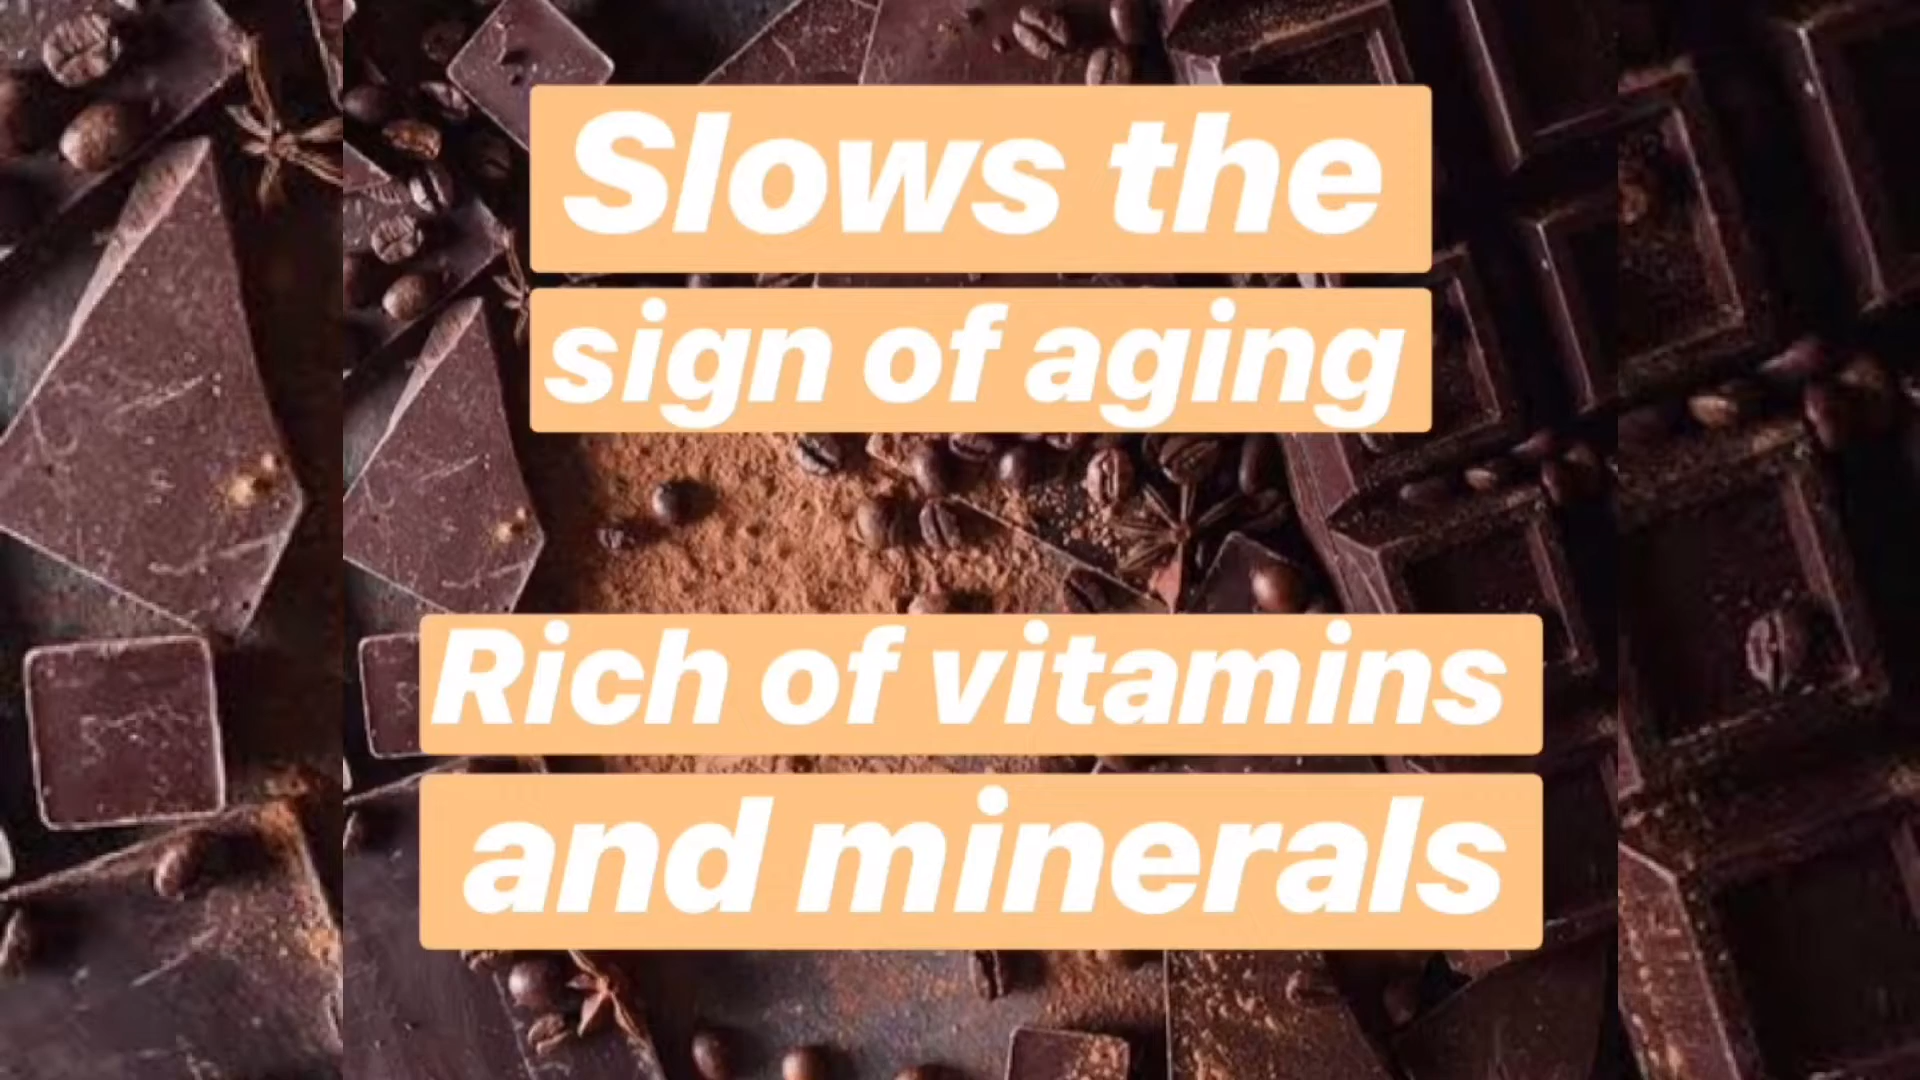 Slows the
sign of aging
Rich of vitamins
and minerals